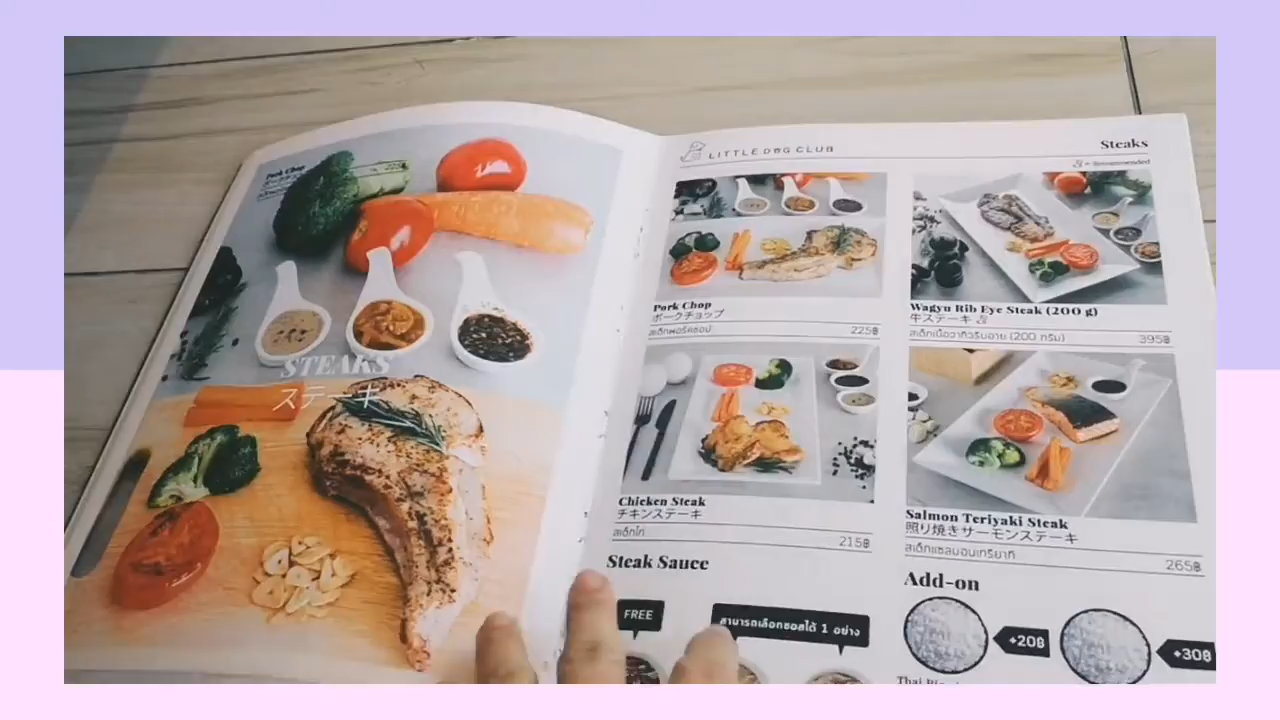 Pork Chop
225฿
STEAKS
ステーキ
LITTLE DOG CLUB
Steaks
= Recommended
Pork Chop
ポークチョップ
สเต็กพอร์คชอป
225฿
Wagyu Rib Eye Steak (200 g)
牛ステーキ
สเต็กเนื้อวากิวริบอาย (200 กรัม)
395฿
Chicken Steak
チキンステーキ
สเต็กไก่
215฿
Salmon Teriyaki Steak
照り焼きサーモンステーキ
สเต็กแซลมอนเทริยากิ
265฿
Steak Sauce
FREE
สามารถเลือกซอสได้ 1 อย่าง
Add-on
+20฿
+30฿